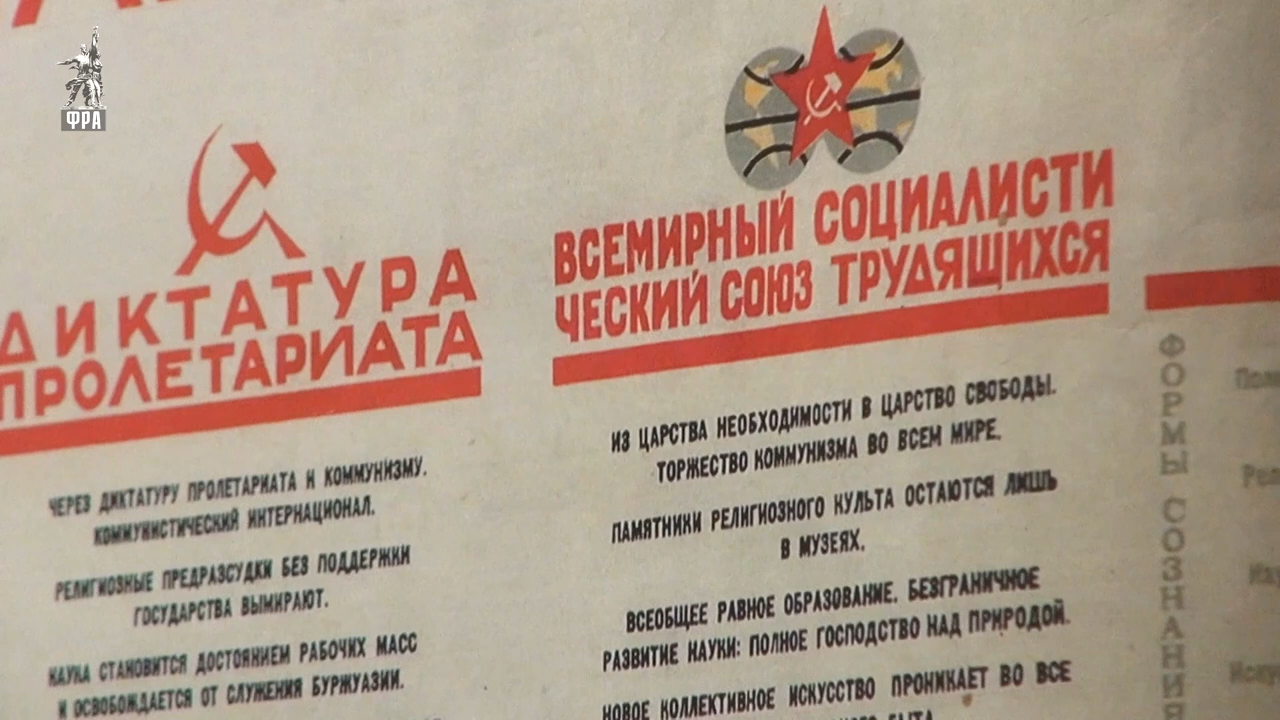 ФРА
ДИКТАТУРА
ПРОЛЕТАРИАТА
ЧЕРЕЗ ДИКТАТУРУ ПРОЛЕТАРИАТА К КОММУНИЗМУ.
КОММУНИСТИЧЕСКИЙ ИНТЕРНАЦИОНАЛ.
РЕЛИГИОЗНЫЕ ПРЕДРАЗСУДКИ БЕЗ ПОДДЕРЖКИ
ГОСУДАРСТВА ВЫМИРАЮТ.
НАУКА СТАНОВИТСЯ ДОСТОЯНИЕМ РАБОЧИХ МАСС
И ОСВОБОЖДАЕТСЯ ОТ СЛУЖЕНИЯ БУРЖУАЗИИ.
ВСЕМИРНЫЙ СОЦИАЛИСТИ
ЧЕСКИЙ СОЮЗ ТРУДЯЩИХСЯ
ИЗ ЦАРСТВА НЕОБХОДИМОСТИ В ЦАРСТВО СВОБОДЫ.
ТОРЖЕСТВО КОММУНИЗМА ВО ВСЕМ МИРЕ.
ПАМЯТНИКИ РЕЛИГИОЗНОГО КУЛЬТА ОСТАЮТСЯ ЛИШЬ
В МУЗЕЯХ.
ВСЕОБЩЕЕ РАВНОЕ ОБРАЗОВАНИЕ. БЕЗГРАНИЧНОЕ
РАЗВИТИЕ НАУКИ: ПОЛНОЕ ГОСПОДСТВО НАД ПРИРОДОЙ.
НОВОЕ КОЛЛЕКТИВНОЕ ИСКУССТВО ПРОНИКАЕТ ВО ВСЕ
БЫТА.
ФОРМЫ СОЗНАНИЯ